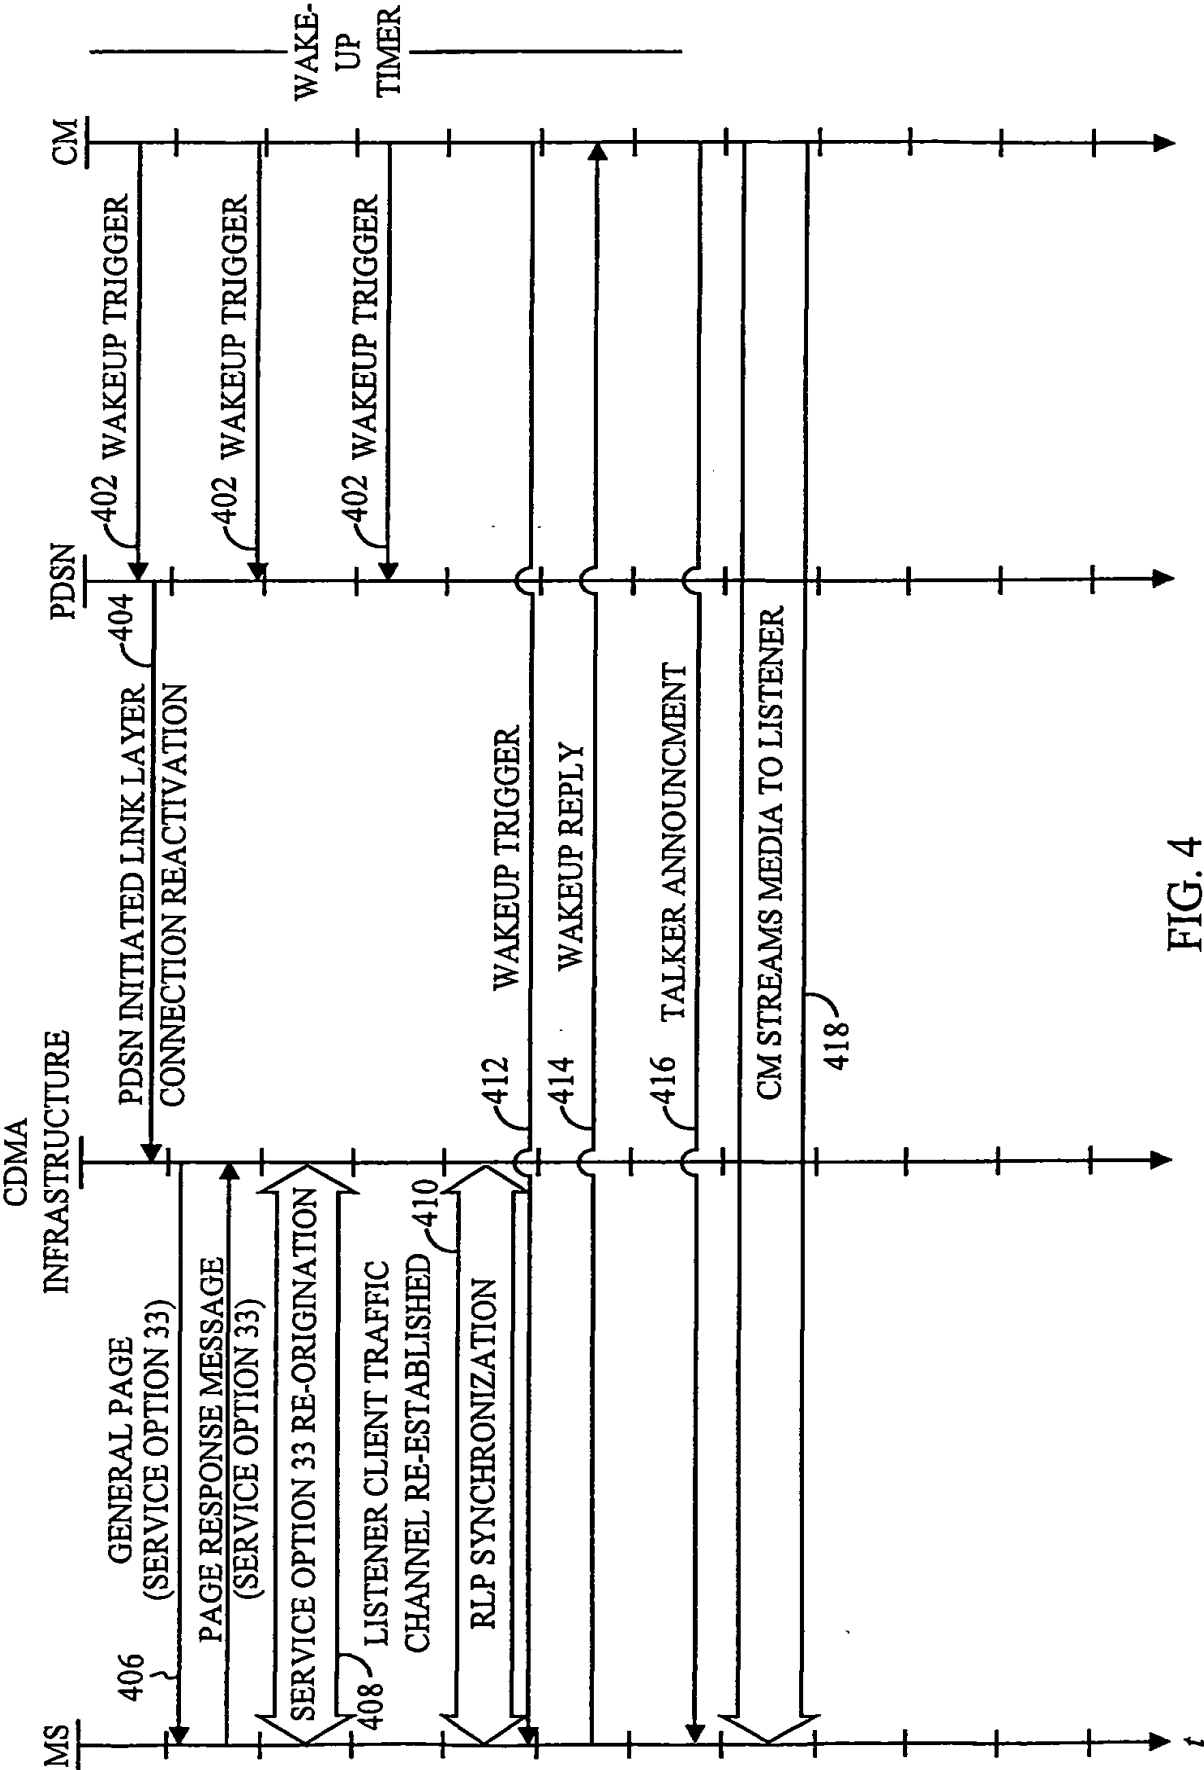 MS
CDMA
INFRASTRUCTURE
PDSN
CM
402 WAKEUP TRIGGER
404
PDSN INITIATED LINK LAYER
CONNECTION REACTIVATION
406
GENERAL PAGE
(SERVICE OPTION 33)
PAGE RESPONSE MESSAGE
(SERVICE OPTION 33)
402 WAKEUP TRIGGER
SERVICE OPTION 33 RE-ORIGINATION
408
402 WAKEUP TRIGGER
WAKE-
UP
TIMER
LISTENER CLIENT TRAFFIC
CHANNEL RE-ESTABLISHED
410
RLP SYNCHRONIZATION
412
WAKEUP TRIGGER
414
WAKEUP REPLY
416
TALKER ANNOUNCMENT
CM STREAMS MEDIA TO LISTENER
418
t
FIG. 4